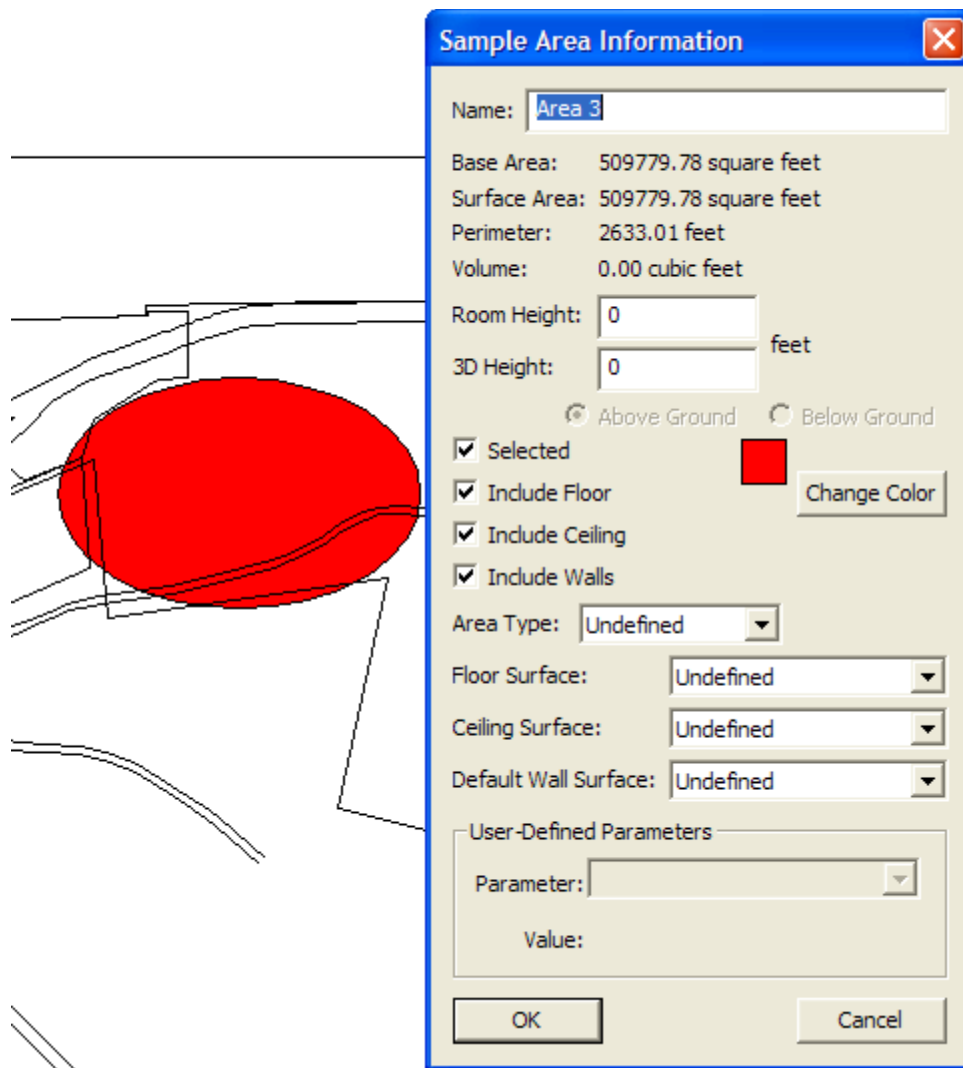 Sample Area Information
Name: Area 3
Base Area: 509779.78 square feet
Surface Area: 509779.78 square feet
Perimeter: 2633.01 feet
Volume: 0.00 cubic feet
Room Height: 0
feet
3D Height: 0
Above Ground Below Ground
Selected
Include Floor
Change Color
Include Ceiling
Include Walls
Area Type: Undefined
Floor Surface: Undefined
Ceiling Surface: Undefined
Default Wall Surface: Undefined
User-Defined Parameters
Parameter:
Value:
OK Cancel